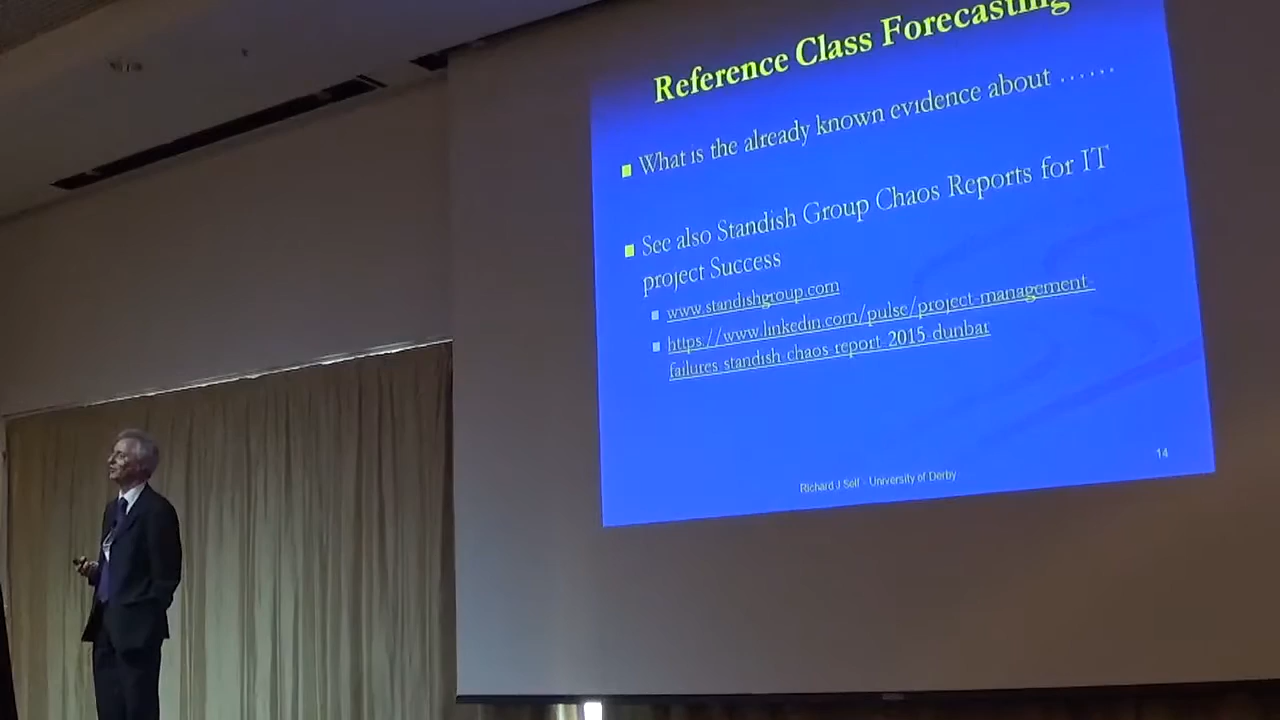 Reference Class Forecasting
What is the already known evidence about ……
See also Standish Group Chaos Reports for IT
project Success
www.standishgroup.com
https://www.linkedin.com/pulse/project-management-
failures-standish-chaos-report-2015-dunbar
Richard J Self - University of Derby
14